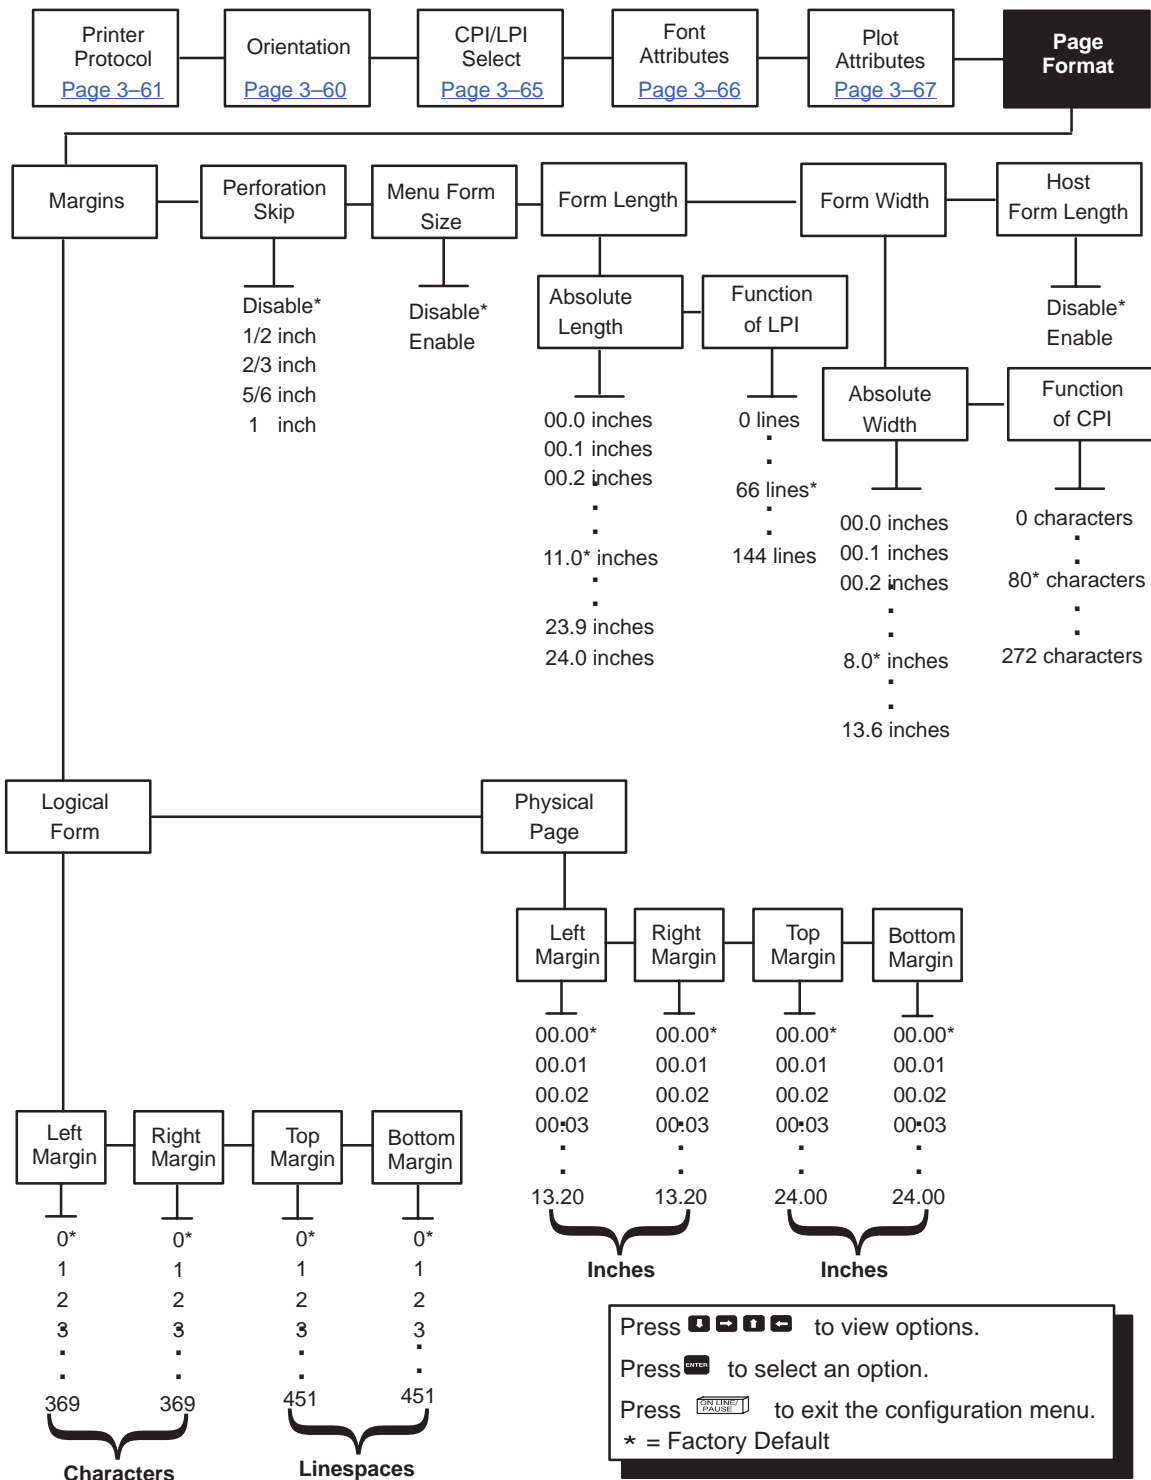 Printer
Protocol
Page 3–61
Orientation
Page 3–60
CPI/LPI
Select
Page 3–65
Font
Attributes
Page 3–66
Plot
Attributes
Page 3–67
Page
Format
Margins
Perforation
Skip
Menu Form
Size
Form Length
Form Width
Host
Form Length
Disable*
1/2 inch
2/3 inch
5/6 inch
1 inch
Disable*
Enable
Absolute
Length
Function
of LPI
Disable*
Enable
00.0 inches
00.1 inches
00.2 inches
11.0* inches
23.9 inches
24.0 inches
0 lines
66 lines*
144 lines
Absolute
Width
Function
of CPI
00.0 inches
00.1 inches
00.2 inches
8.0* inches
13.6 inches
0 characters
80* characters
272 characters
Logical
Form
Physical
Page
Left
Margin
Right
Margin
Top
Margin
Bottom
Margin
00.00*
00.01
00.02
00.03
13.20
00.00*
00.01
00.02
00.03
13.20
00.00*
00.01
00.02
00.03
24.00
00.00*
00.01
00.02
00.03
24.00
Inches
Inches
Left
Margin
Right
Margin
Top
Margin
Bottom
Margin
0*
1
2
3
369
0*
1
2
3
369
0*
1
2
3
451
0*
1
2
3
451
Characters
Linespaces
Press to view options.
Press ENTER to select an option.
Press ON LINE/ PAUSE to exit the configuration menu.
* = Factory Default